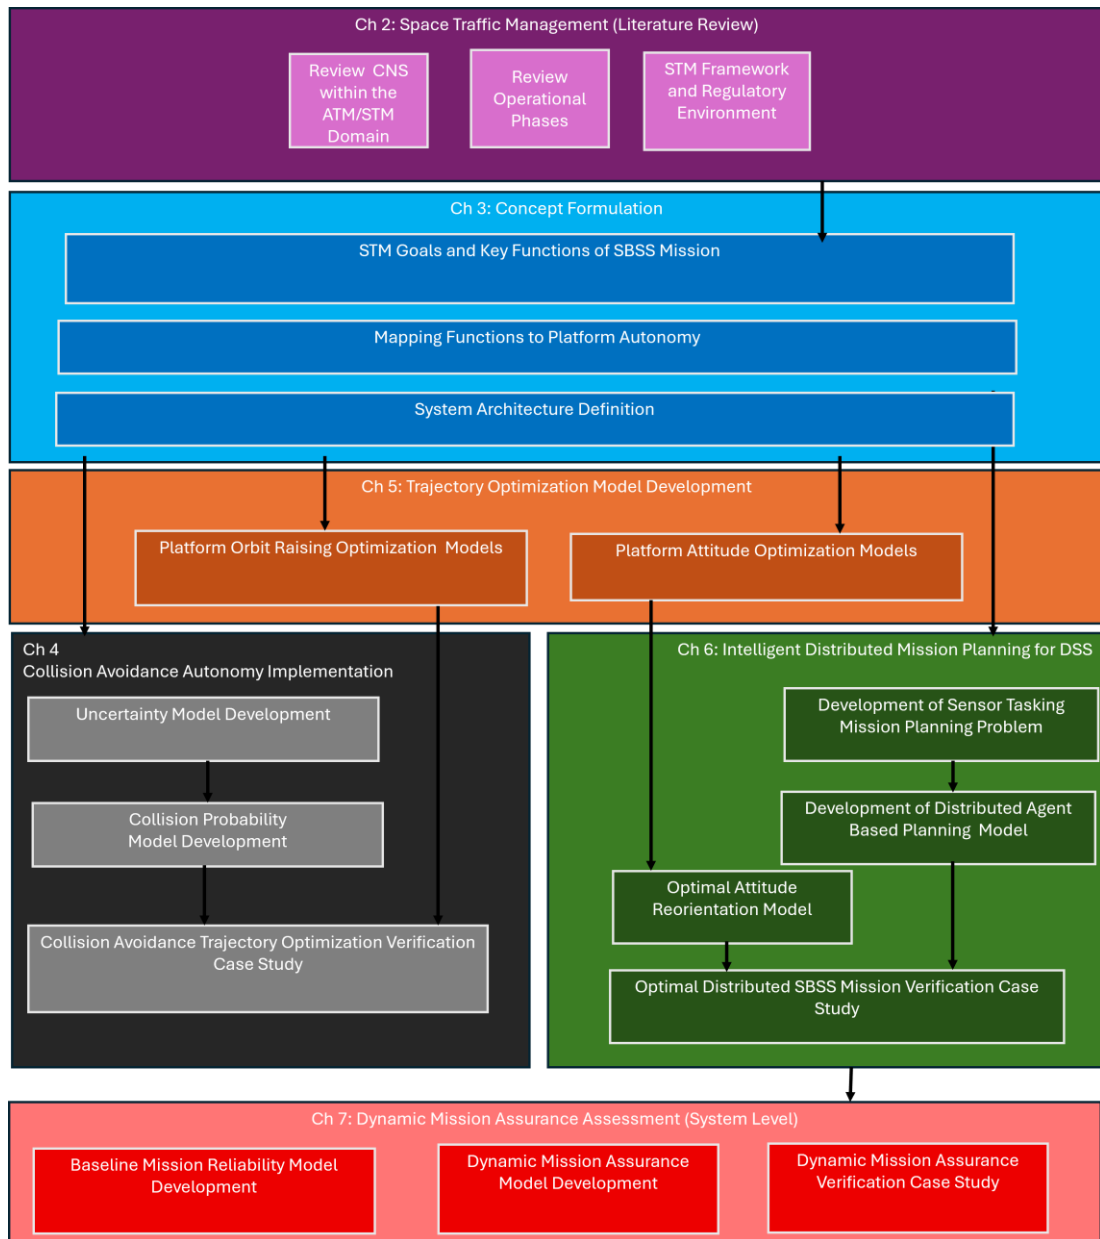 Ch 2: Space Traffic Management (Literature Review)
Review CNS
within the
ATM/STM
Domain
Review
Operational
Phases
STM Framework
and Regulatory
Environment
Ch 3: Concept Formulation
STM Goals and Key Functions of SBSS Mission
Mapping Functions to Platform Autonomy
System Architecture Definition
Ch 5: Trajectory Optimization Model Development
Platform Orbit Raising Optimization Models
Platform Attitude Optimization Models
Ch 4
Collision Avoidance Autonomy Implementation
Uncertainty Model Development
Collision Probability
Model Development
Collision Avoidance Trajectory Optimization Verification
Case Study
Ch 6: Intelligent Distributed Mission Planning for DSS
Development of Sensor Tasking
Mission Planning Problem
Development of Distributed Agent
Based Planning Model
Optimal Attitude
Reorientation Model
Optimal Distributed SBSS Mission Verification Case
Study
Ch 7: Dynamic Mission Assurance Assessment (System Level)
Baseline Mission Reliability Model
Development
Dynamic Mission Assurance
Model Development
Dynamic Mission Assurance
Verification Case Study